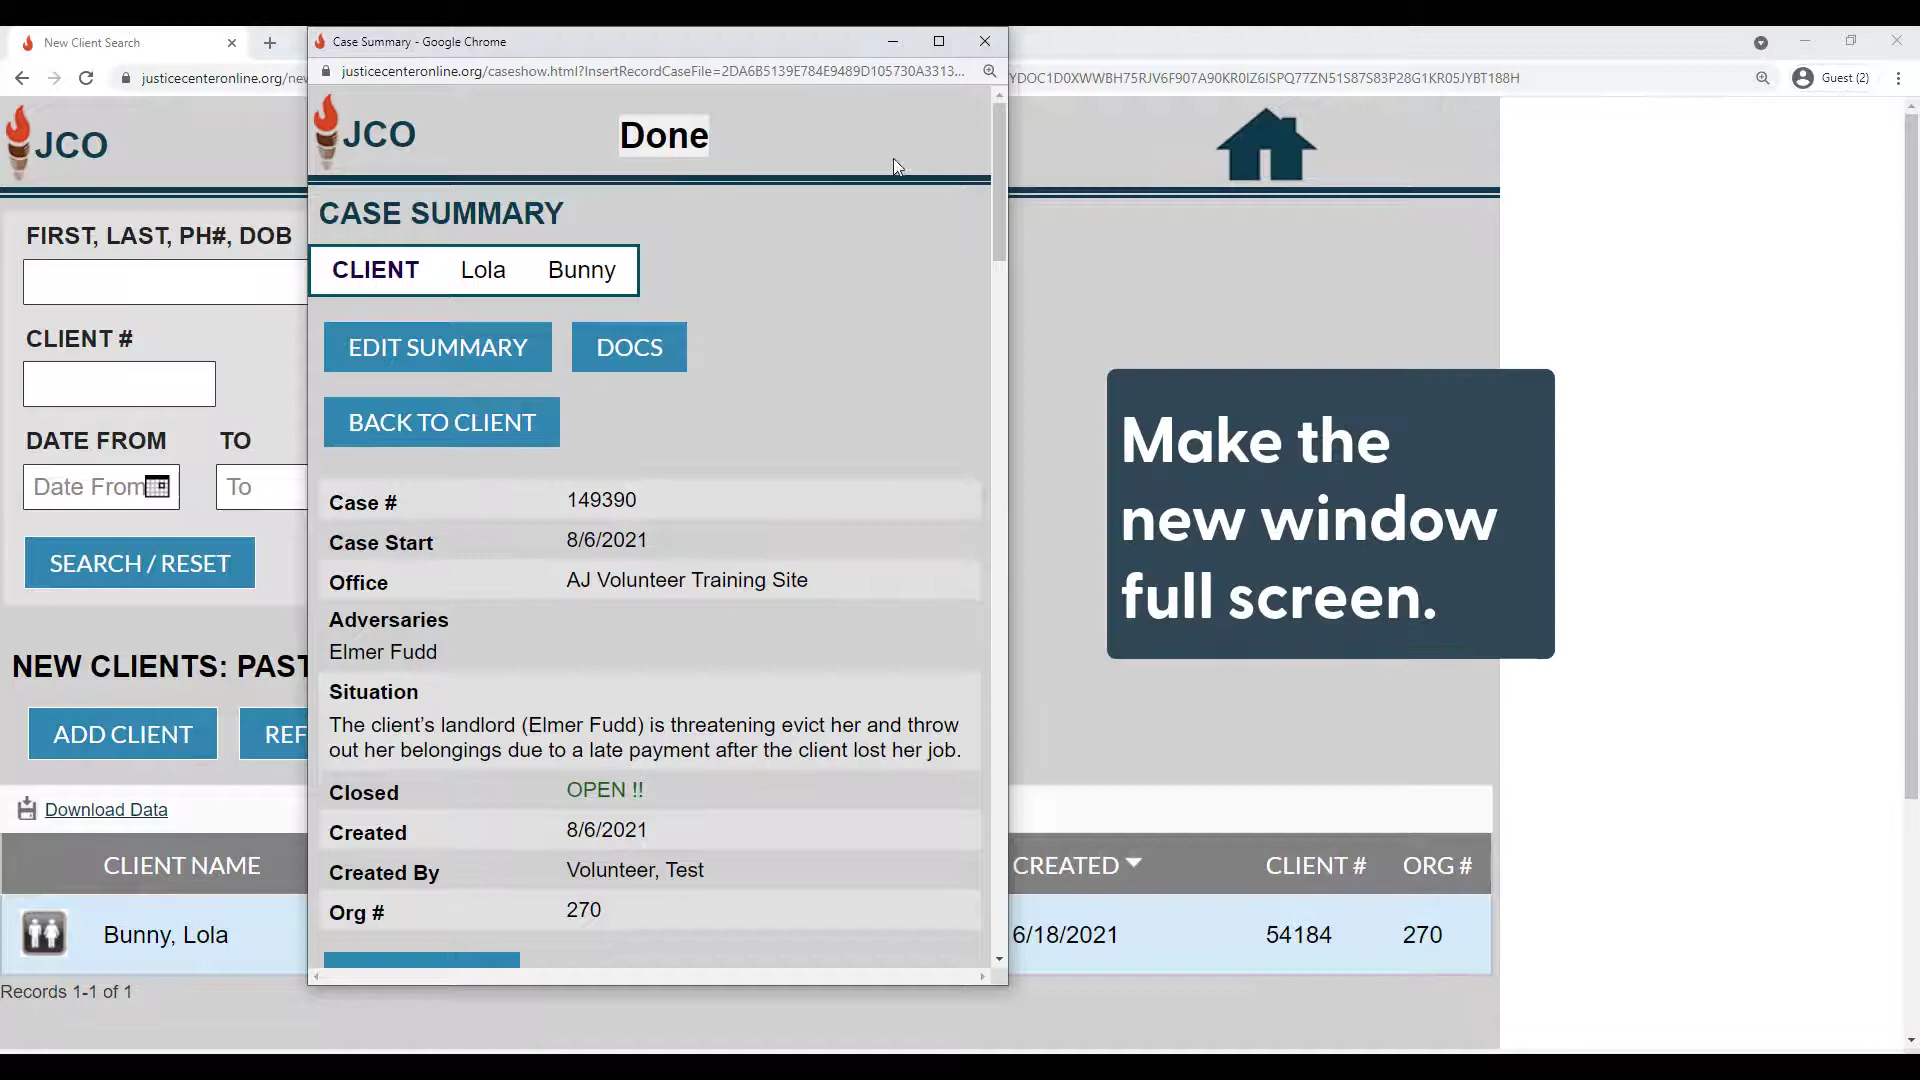 New Client Search
Case Summary - Google Chrome
justicecenteronline.org/nev
justicecenteronline.org/caseshow.html?InsertRecordCaseFile=2DA6B5139E784E9489D105730A3313...
YDOC1D0XWWBH75RJV6F907A90KR0IZ6ISPQ77ZN51S87S83P28G1KR05JYBT188H
Guest (2)
JCO
JCO
Done
FIRST, LAST, PH#, DOB
CLIENT #
DATE FROM TO
Date From
To
SEARCH / RESET
NEW CLIENTS: PAST
ADD CLIENT
REF
Download Data
CASE SUMMARY
CLIENT Lola Bunny
EDIT SUMMARY DOCS
BACK TO CLIENT
Case # 149390
Case Start 8/6/2021
Office AJ Volunteer Training Site
Adversaries
Elmer Fudd
Situation
The client’s landlord (Elmer Fudd) is threatening evict her and throw
out her belongings due to a late payment after the client lost her job.
Closed OPEN !!
Created 8/6/2021
Created By Volunteer, Test
Org # 270
Make the
new window
full screen.
CLIENT NAME CREATED CLIENT # ORG #
Bunny, Lola 6/18/2021 54184 270
Records 1-1 of 1